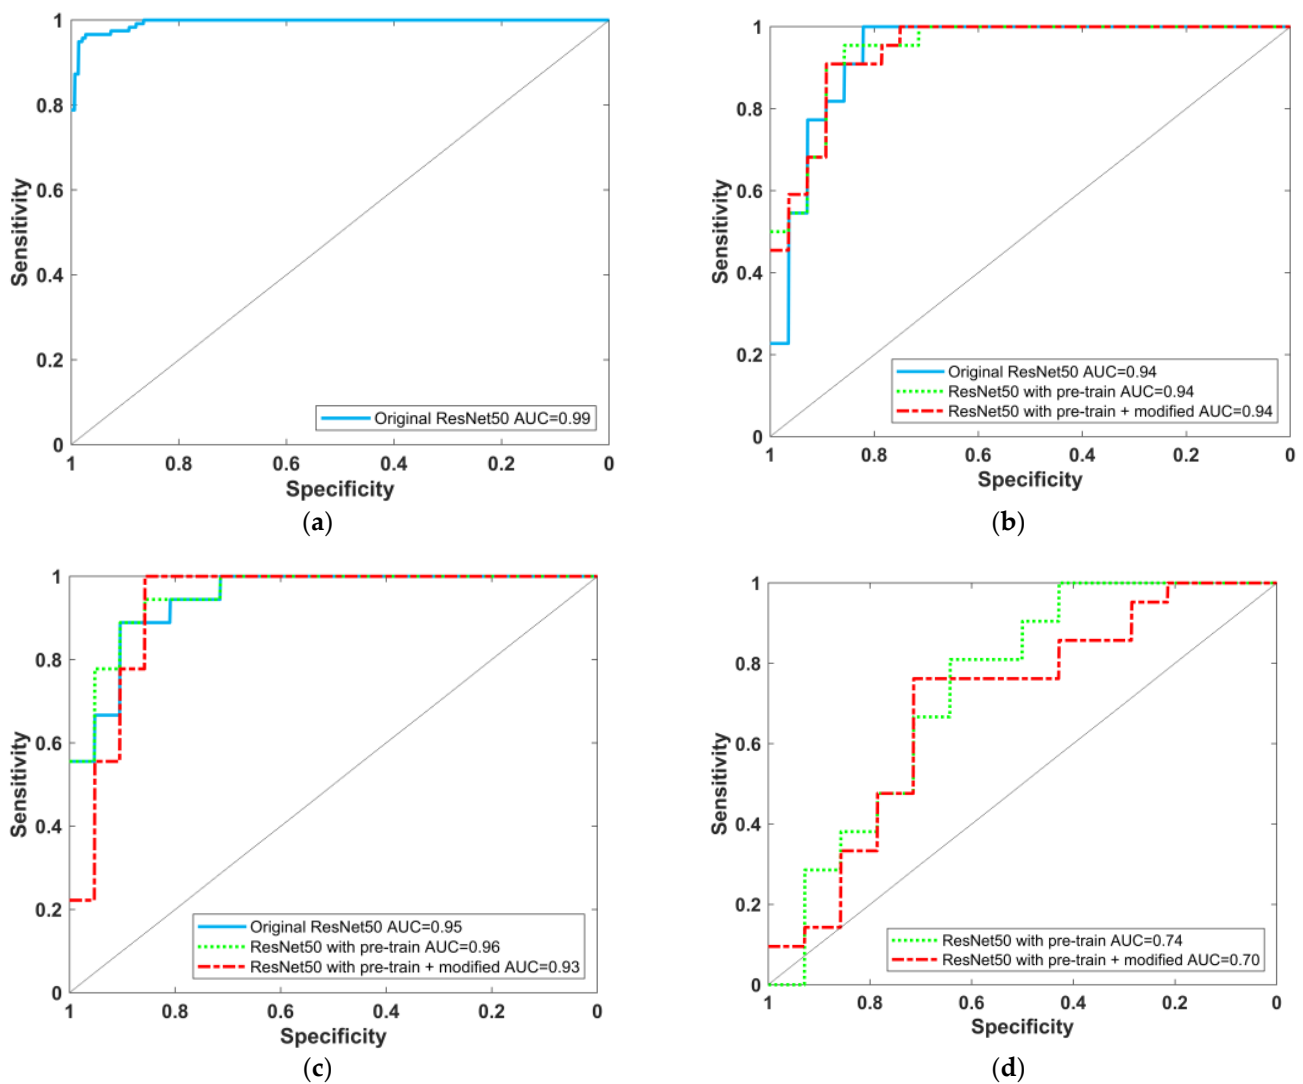 1
0.8
0.6
0.4
0.2
0
Sensitivity
Original ResNet50 AUC=0.99
1 0.8 0.6 0.4 0.2 0
Specificity
(a)
1
0.8
0.6
0.4
0.2
0
Sensitivity
Original ResNet50 AUC=0.94
ResNet50 with pre-train AUC=0.94
ResNet50 with pre-train + modified AUC=0.94
1 0.8 0.6 0.4 0.2 0
Specificity
(b)
1
0.8
0.6
0.4
0.2
0
Sensitivity
Original ResNet50 AUC=0.95
ResNet50 with pre-train AUC=0.96
ResNet50 with pre-train + modified AUC=0.93
1 0.8 0.6 0.4 0.2 0
Specificity
(c)
1
0.8
0.6
0.4
0.2
0
Sensitivity
ResNet50 with pre-train AUC=0.74
ResNet50 with pre-train + modified AUC=0.70
1 0.8 0.6 0.4 0.2 0
Specificity
(d)